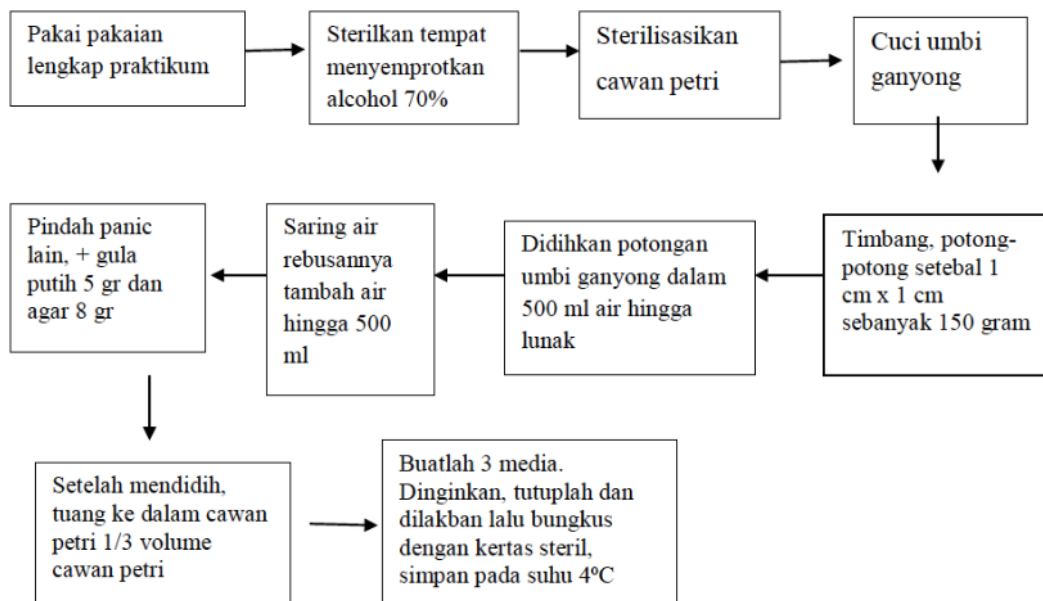 Pakai pakaian
lengkap praktikum
Sterilkan tempat
menyemprotkan
alcohol 70%
Sterilisasikan
cawan petri
Cuci umbi
ganyong
Timbang, potong-
potong setebal 1
cm x 1 cm
sebanyak 150 gram
Didihkan potongan
umbi ganyong dalam
500 ml air hingga
lunak
Saring air
rebusannya
tambah air
hingga 500
ml
Pindah panic
lain, + gula
putih 5 gr dan
agar 8 gr
Setelah mendidih,
tuang ke dalam cawan
petri 1/3 volume
cawan petri
Buatlah 3 media.
Dinginkan, tutuplah dan
dilakban lalu bungkus
dengan kertas steril,
simpan pada suhu 4ºC